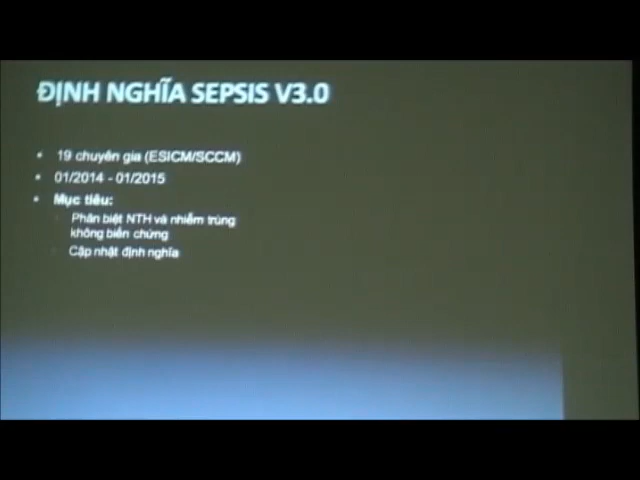 ĐỊNH NGHĨA SEPSIS V3.0
• 19 chuyên gia (ESICM/SCCM)
• 01/2014 - 01/2015
• Mục tiêu:
Phân biệt NTH và nhiễm trùng
không biến chứng
Cập nhật định nghĩa